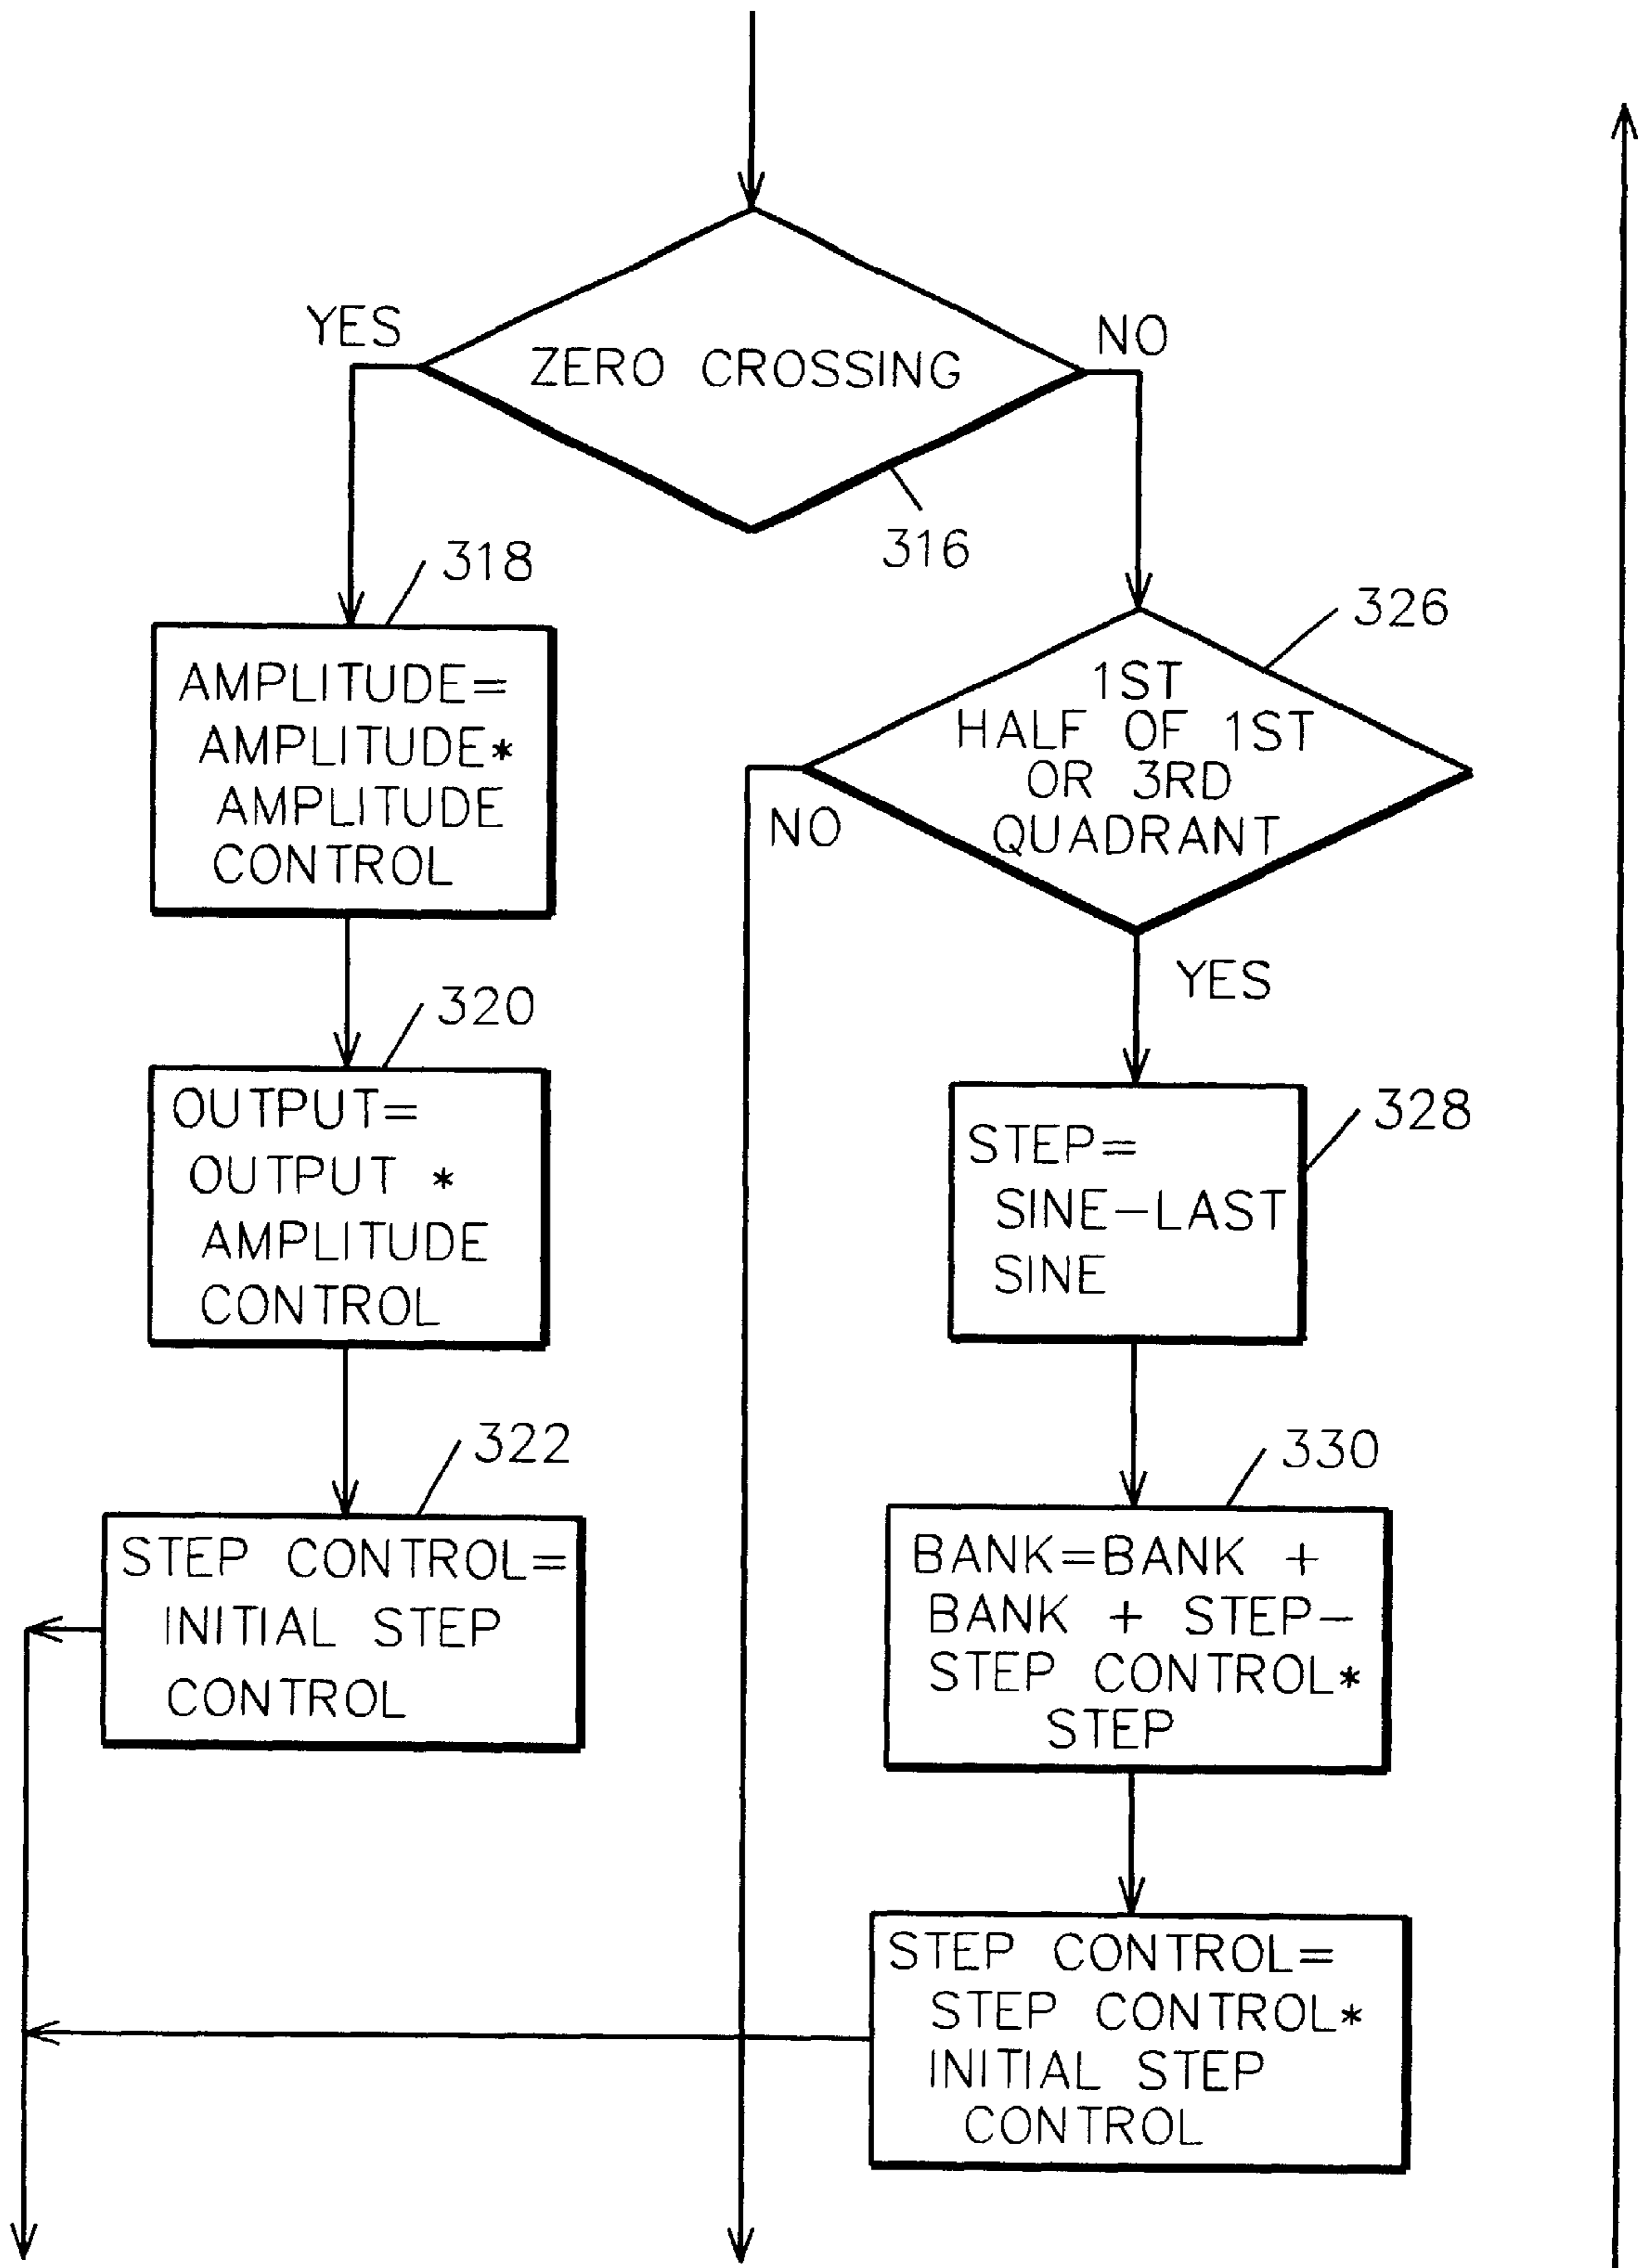 YES
ZERO CROSSING
NO
316
318
AMPLITUDE=
AMPLITUDE*
AMPLITUDE
CONTROL
320
OUTPUT=
OUTPUT *
AMPLITUDE
CONTROL
322
STEP CONTROL=
INITIAL STEP
CONTROL
326
1ST
HALF OF 1ST
OR 3RD
QUADRANT
NO
YES
328
STEP=
SINE-LAST
SINE
330
BANK=BANK +
BANK + STEP-
STEP CONTROL*
STEP
STEP CONTROL=
STEP CONTROL*
INITIAL STEP
CONTROL